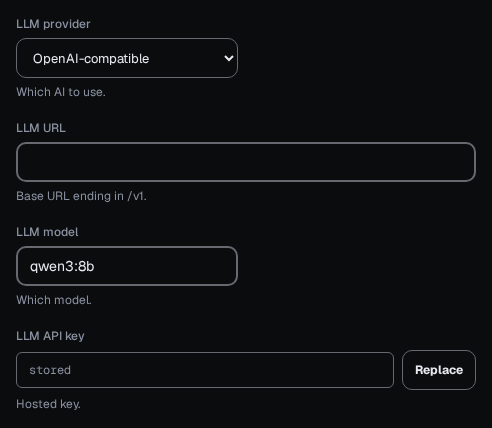 LLM provider
OpenAI-compatible
Which AI to use.
LLM URL
Base URL ending in /v1.
LLM model
qwen3:8b
Which model.
LLM API key
stored
Replace
Hosted key.